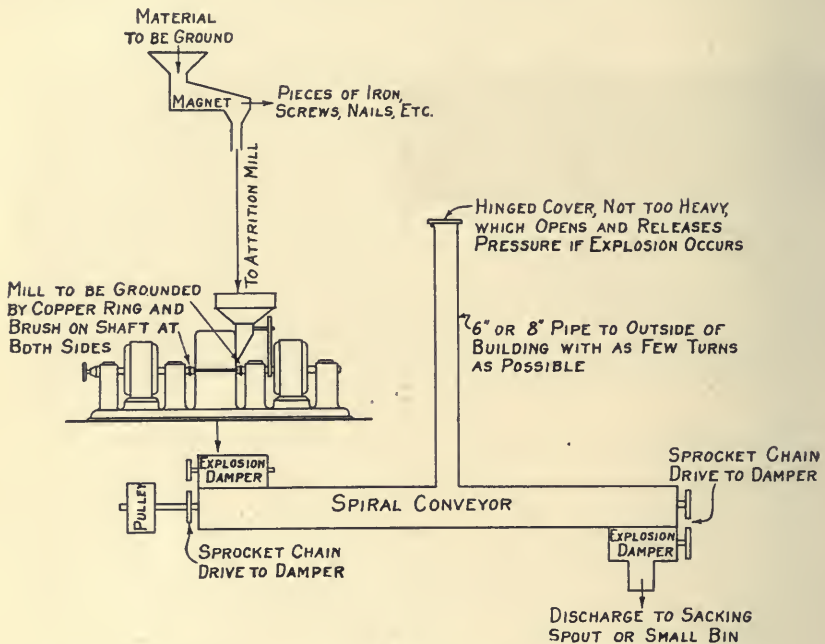 MATERIAL
TO BE GROUND
MAGNET
PIECES OF IRON,
SCREWS, NAILS, ETC.
TO ATTRITION MILL
HINGED COVER, NOT TOO HEAVY,
WHICH OPENS AND RELEASES
PRESSURE IF EXPLOSION OCCURS
MILL TO BE GROUNDED
BY COPPER RING AND
BRUSH ON SHAFT AT
BOTH SIDES
6" OR 8" PIPE TO OUTSIDE OF
BUILDING WITH AS FEW TURNS
AS POSSIBLE
EXPLOSION
DAMPER
SPROCKET CHAIN
DRIVE TO DAMPER
PULLEY
SPIRAL CONVEYOR
EXPLOSION
DAMPER
SPROCKET CHAIN
DRIVE TO DAMPER
DISCHARGE TO SACKING
SPOUT OR SMALL BIN